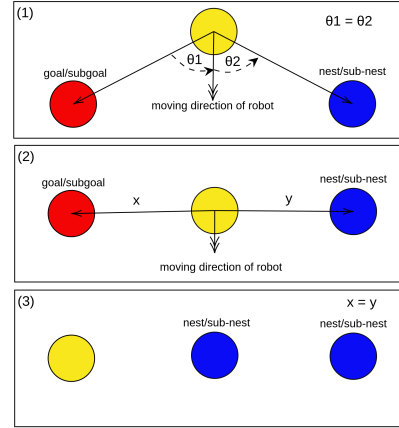 (1)
θ1 = θ2
θ1
θ2
goal/subgoal
nest/sub-nest
moving direction of robot
(2)
goal/subgoal
nest/sub-nest
x
y
moving direction of robot
(3)
x = y
nest/sub-nest
nest/sub-nest